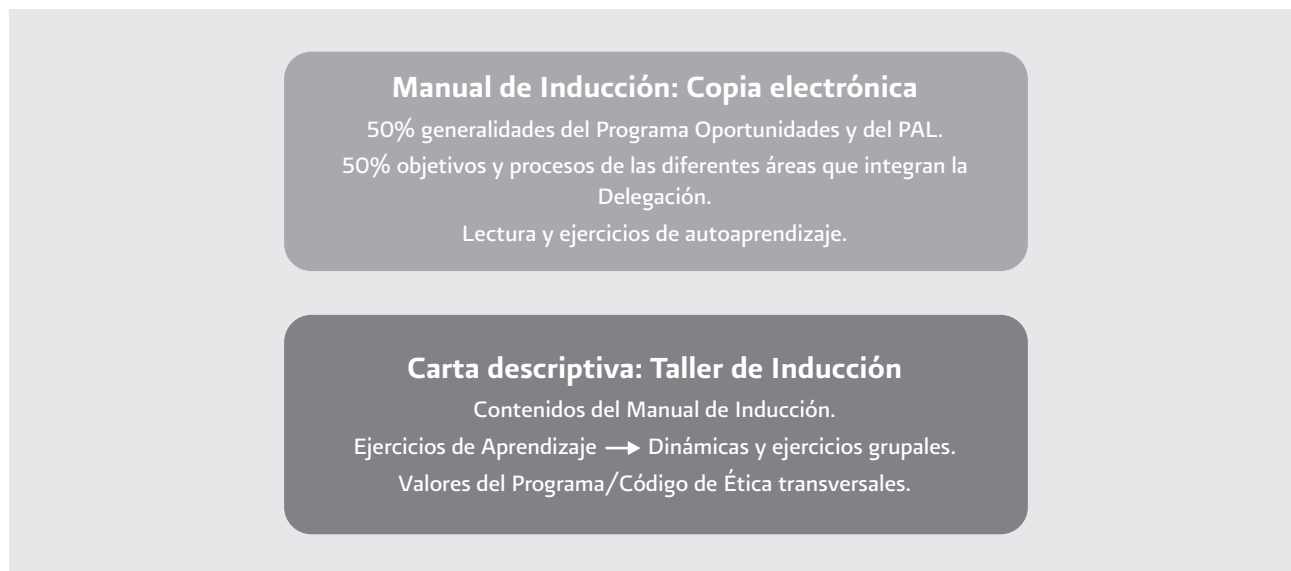 Manual de Inducción: Copia electrónica
50% generalidades del Programa Oportunidades y del PAL.
50% objetivos y procesos de las diferentes áreas que integran la
Delegación.
Lectura y ejercicios de autoaprendizaje.
Carta descriptiva: Taller de Inducción
Contenidos del Manual de Inducción.
Ejercicios de Aprendizaje → Dinámicas y ejercicios grupales.
Valores del Programa/Código de Ética transversales.